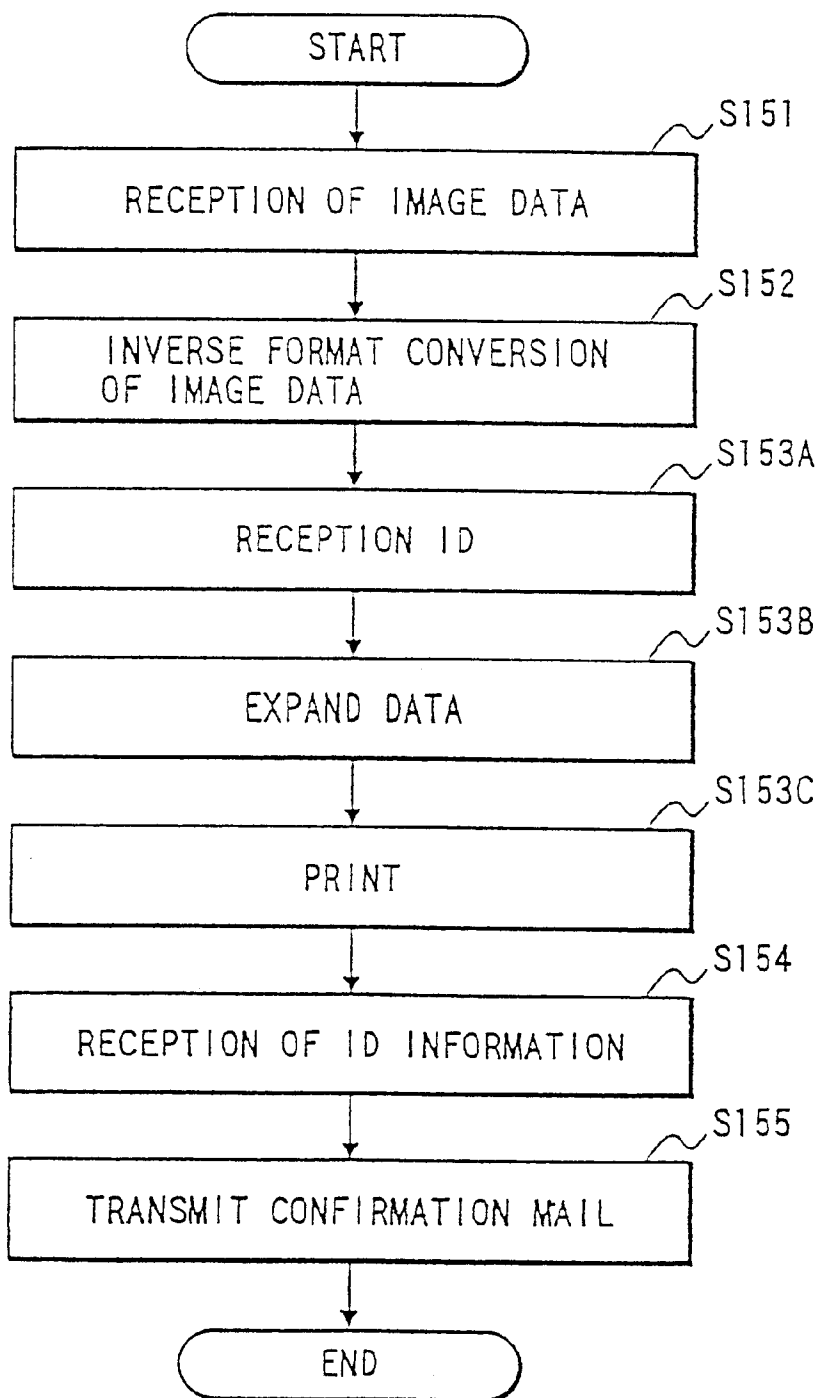 START
S151
RECEPTION OF IMAGE DATA
S152
INVERSE FORMAT CONVERSION
OF IMAGE DATA
S153A
RECEPTION ID
S153B
EXPAND DATA
S153C
PRINT
S154
RECEPTION OF ID INFORMATION
S155
TRANSMIT CONFIRMATION MAIL
END